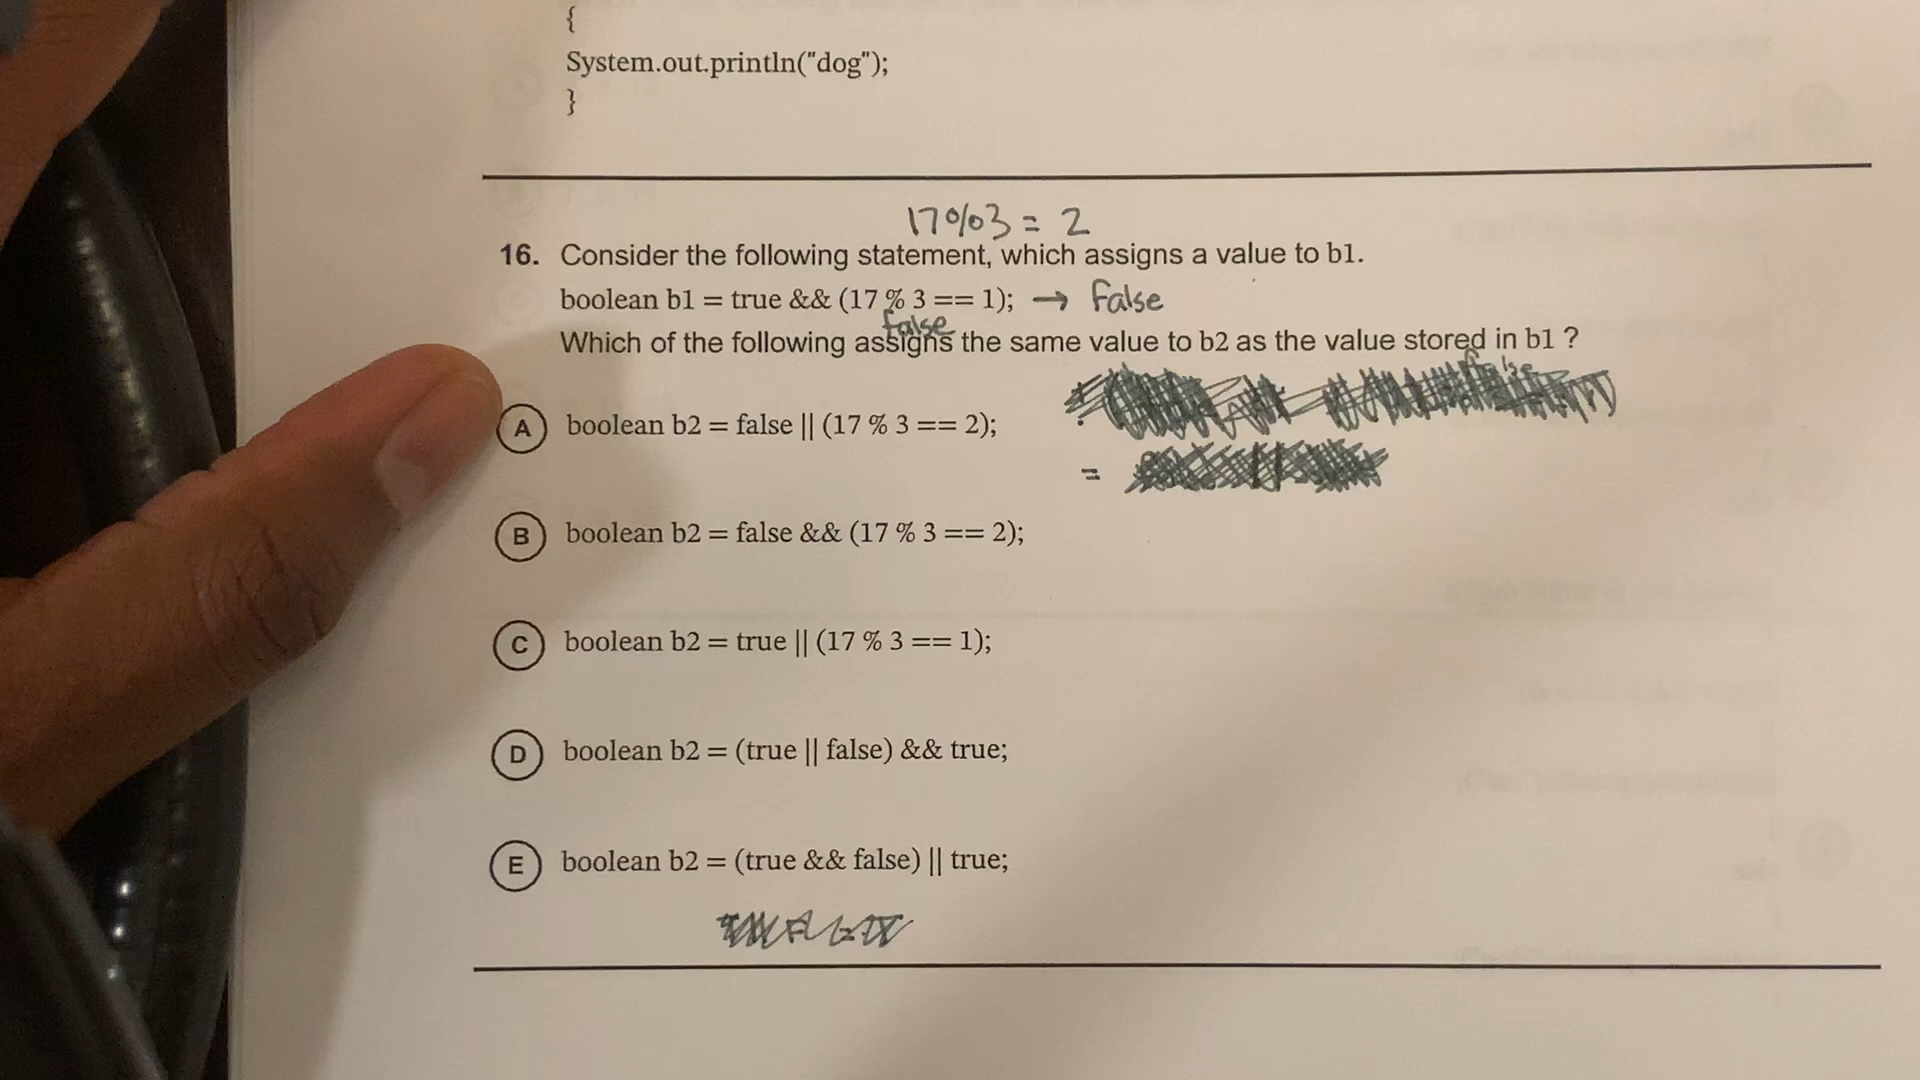 {
System.out.println("dog");
}
17%3 = 2
16. Consider the following statement, which assigns a value to b1.
boolean b1 = true && (17 % 3 == 1); → False
false
Which of the following assigns the same value to b2 as the value stored in b1 ?
false
A boolean b2 = false || (17 % 3 == 2);
=
B boolean b2 = false && (17 % 3 == 2);
C boolean b2 = true || (17 % 3 == 1);
D boolean b2 = (true || false) && true;
E boolean b2 = (true && false) || true;